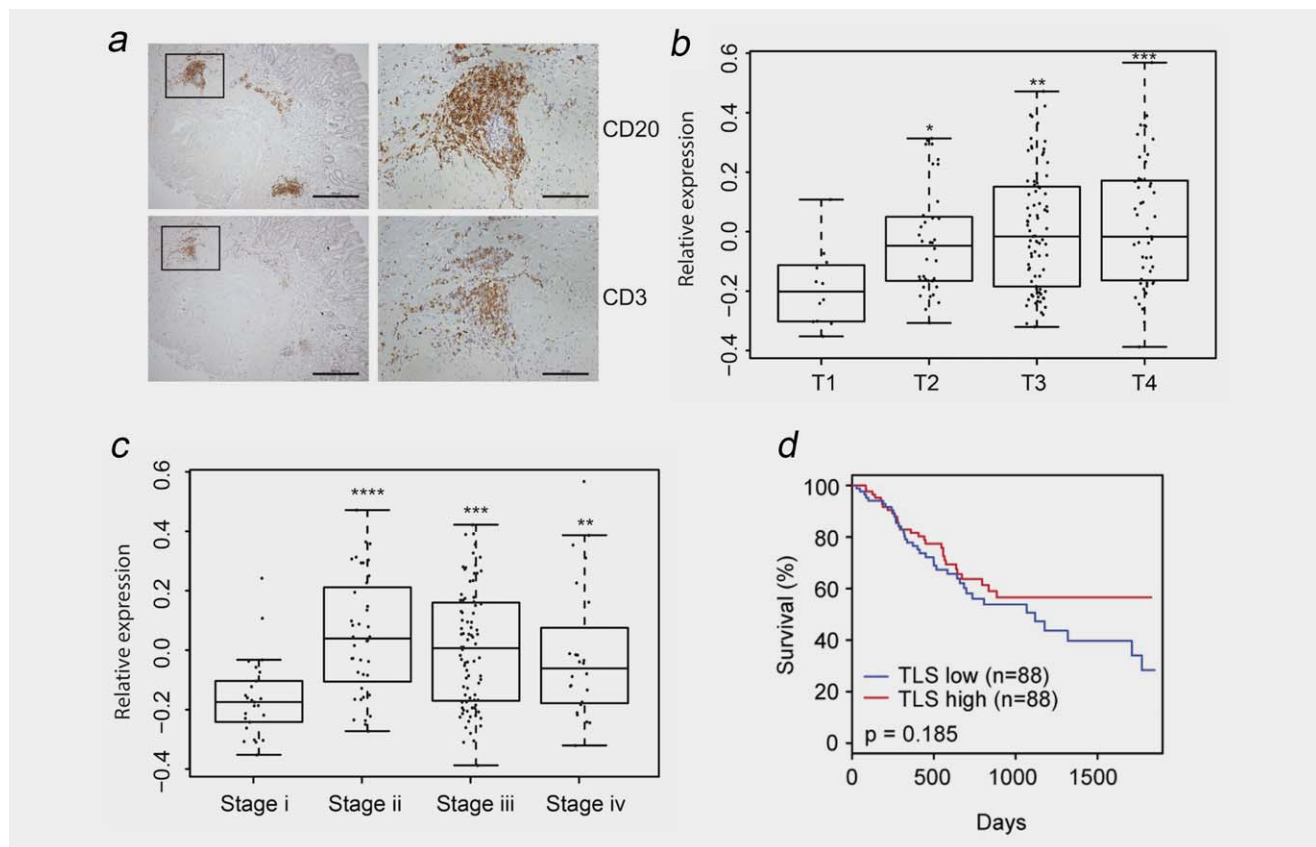 a
CD20
CD3
b
Relative expression
0.6
0.4
0.2
0.0
−0.2
−0.4
*
**
***
T1 T2 T3 T4
c
Relative expression
0.6
0.4
0.2
0.0
−0.2
−0.4
****
***
**
Stage i Stage ii Stage iii Stage iv
d
Survival (%)
100
80
60
40
20
0
TLS low (n=88)
TLS high (n=88)
p = 0.185
0 500 1000 1500
Days